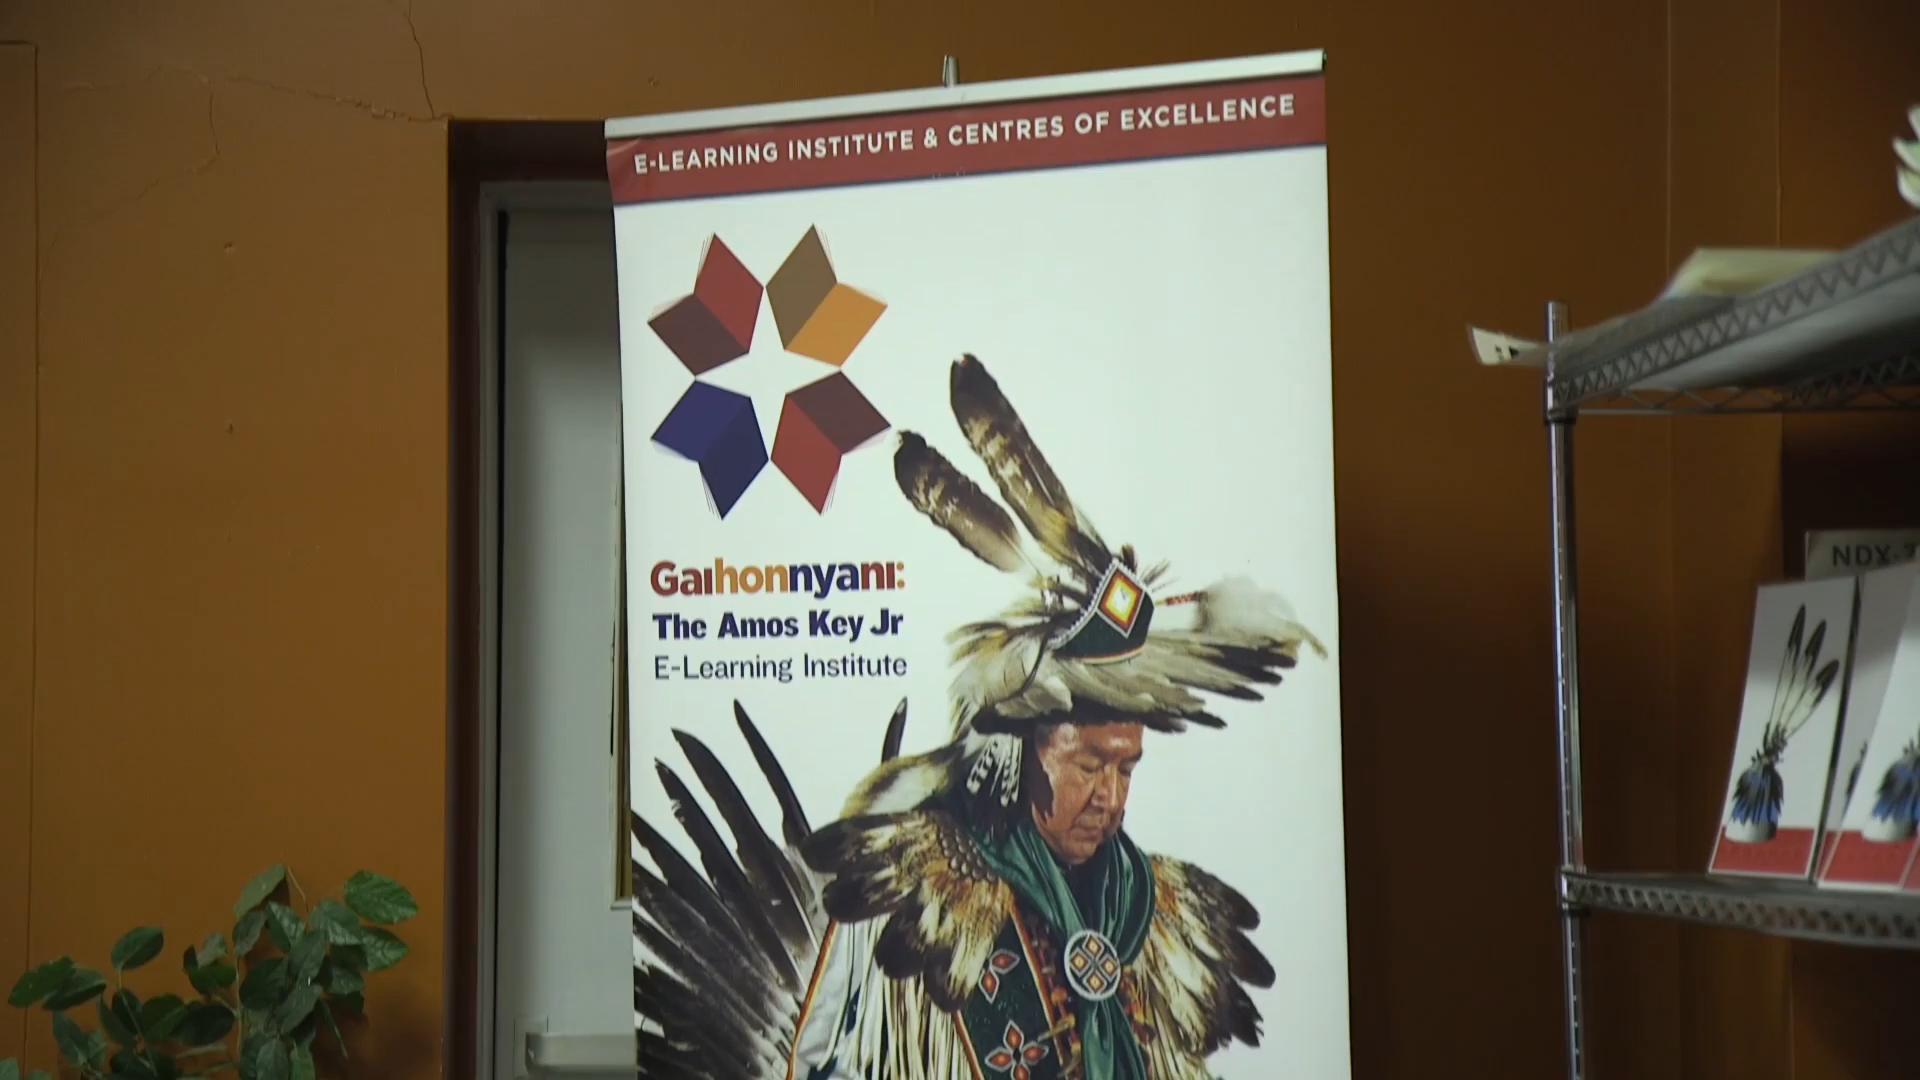 E-LEARNING INSTITUTE & CENTRES OF EXCELLENCE
Gaihonnyani:
The Amos Key Jr
E-Learning Institute